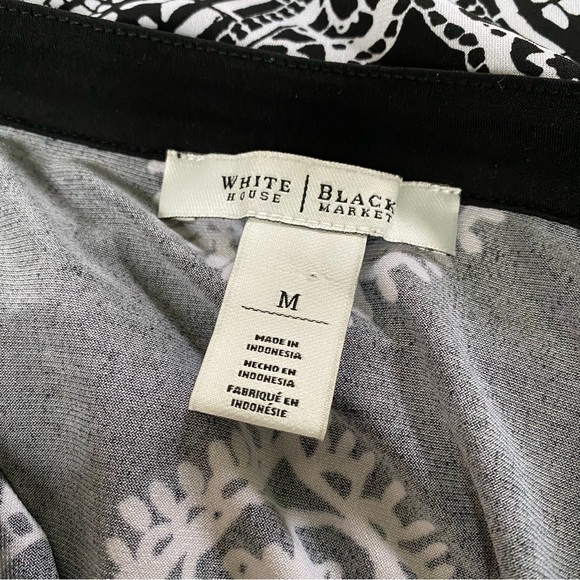 WHITE | BLACK
HOUSE | MARKET
M
MADE IN
INDONESIA
HECHO EN
INDONESIA
FABRIQUÉ EN
INDONÉSIE